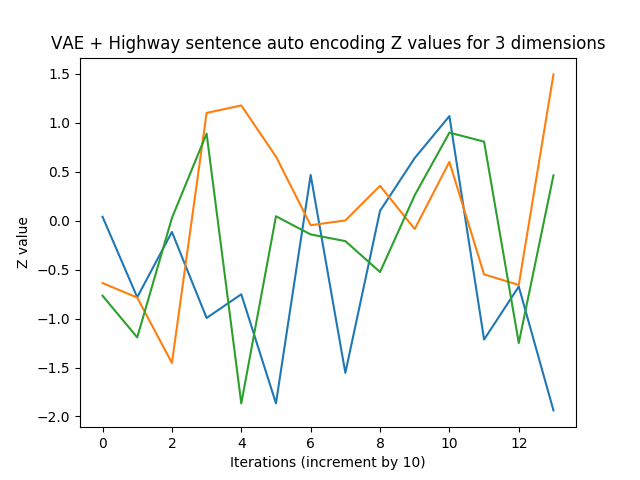 VAE + Highway sentence auto encoding Z values for 3 dimensions
1.5
1.0
0.5
0.0
−0.5
−1.0
−1.5
−2.0
Z value
0 2 4 6 8 10 12
Iterations (increment by 10)